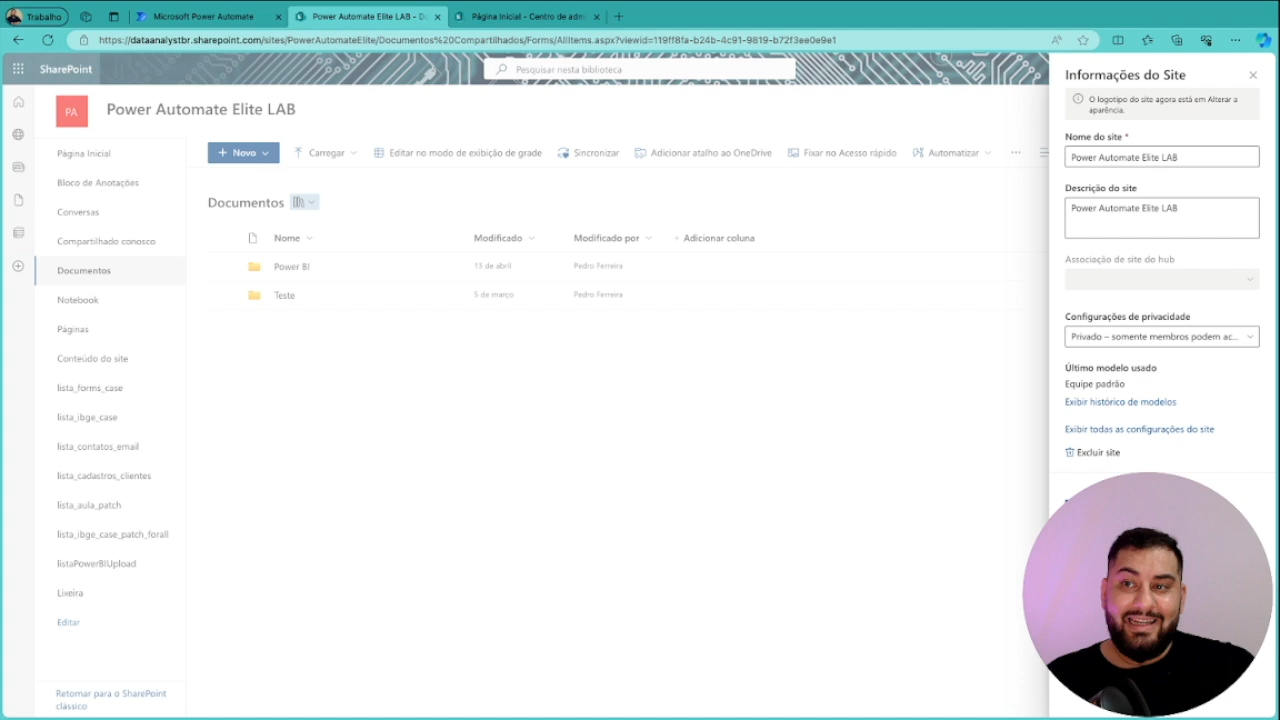 Trabalho
Microsoft Power Automate
Power Automate Elite LAB - Do
Página Inicial - Centro de adm
https://dataanalystbr.sharepoint.com/sites/PowerAutomateElite/Documentos%20Compartilhados/Forms/AllItems.aspx?viewid=119ff8fa-b24b-4c91-9819-b72f3ee0e9e1
SharePoint
Pesquisar nesta biblioteca
PA
Power Automate Elite LAB
Página Inicial
Bloco de Anotações
Conversas
Compartilhado conosco
Documentos
Notebook
Páginas
Conteúdo do site
lista_forms_case
lista_ibge_case
lista_contatos_email
lista_cadastros_clientes
lista_aula_patch
lista_ibge_case_patch_forall
listaPowerBIUpload
Lixeira
Editar
Retornar para o SharePoint
clássico
+ Novo
Carregar
Editar no modo de exibição de grade
Sincronizar
Adicionar atalho ao OneDrive
Fixar no Acesso rápido
Automatizar
...
Documentos
Nome
Modificado
Modificado por
+ Adicionar coluna
Power BI
13 de abril
Pedro Ferreira
Teste
5 de março
Pedro Ferreira
Informações do Site
O logotipo do site agora está em Alterar a
aparência.
Nome do site *
Power Automate Elite LAB
Descrição do site
Power Automate Elite LAB
Associação de site do hub
Configurações de privacidade
Privado – somente membros podem ac...
Último modelo usado
Equipe padrão
Exibir histórico de modelos
Exibir todas as configurações do site
Excluir site